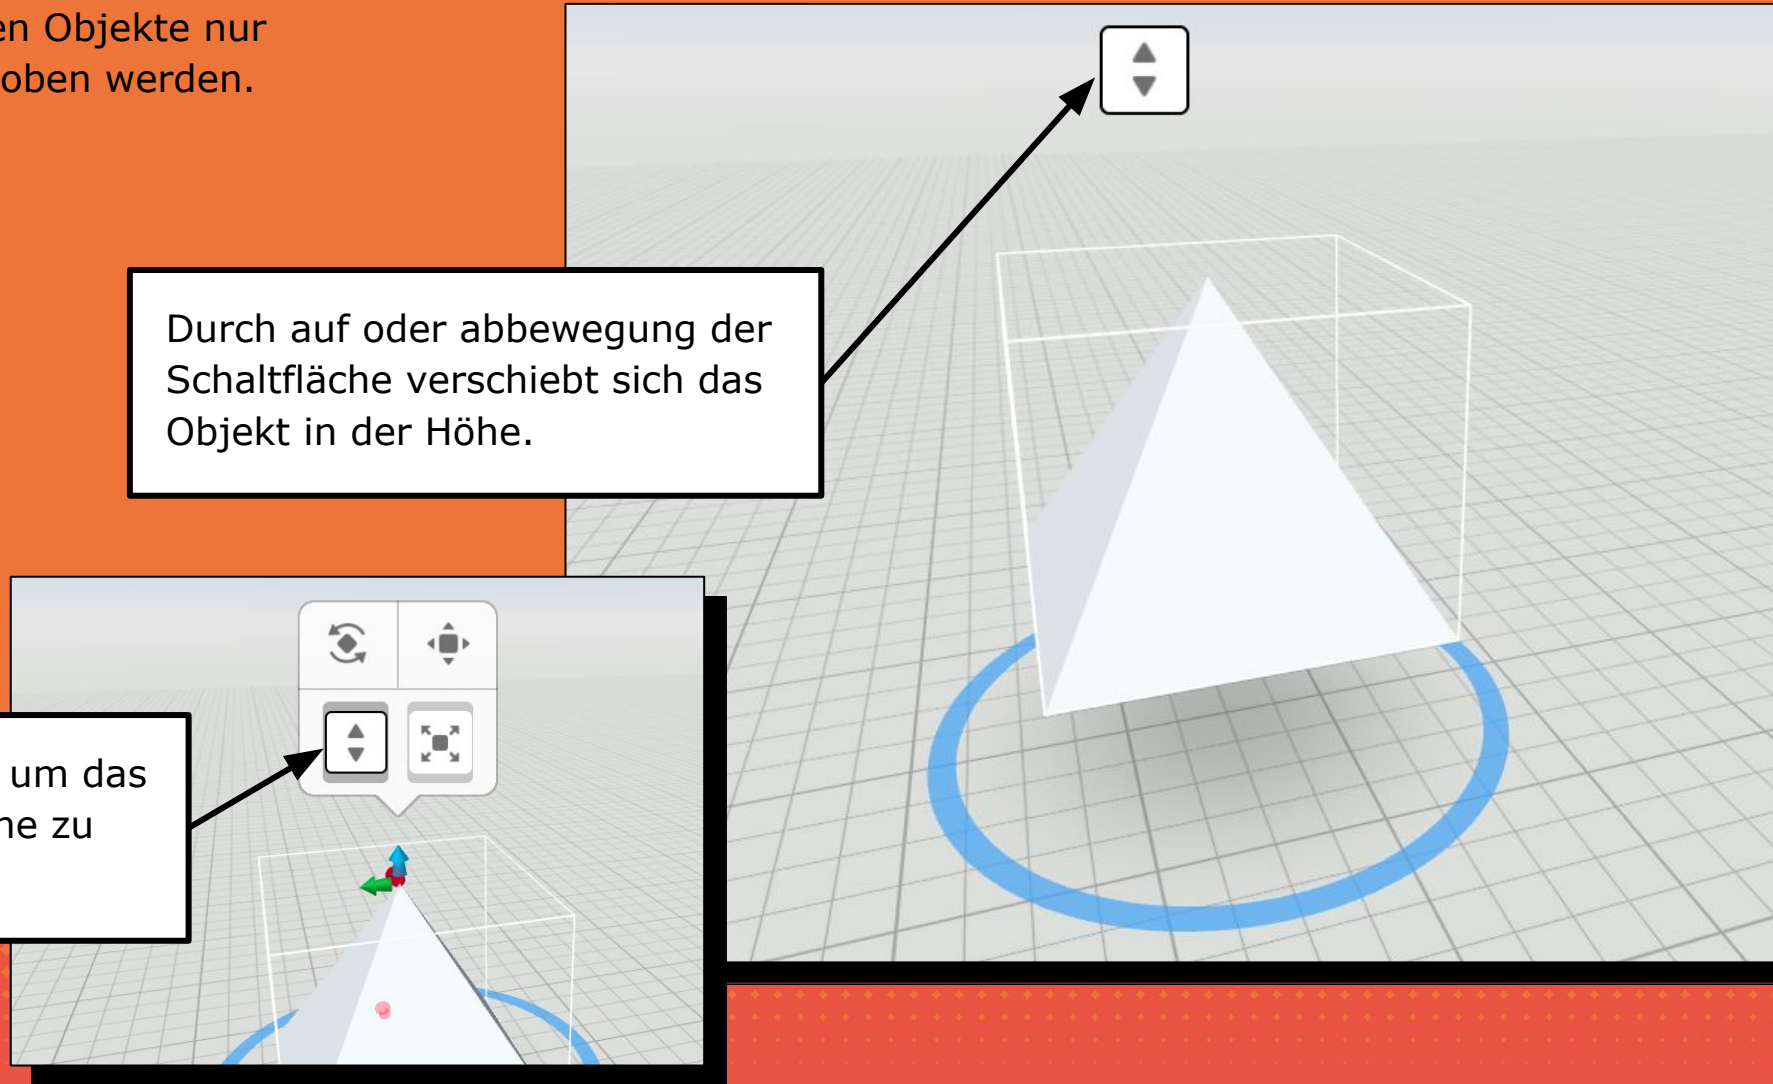 en Objekte nur
oben werden.
Durch auf oder abbewegung der
Schaltfläche verschiebt sich das
Objekt in der Höhe.
um das
ne zu